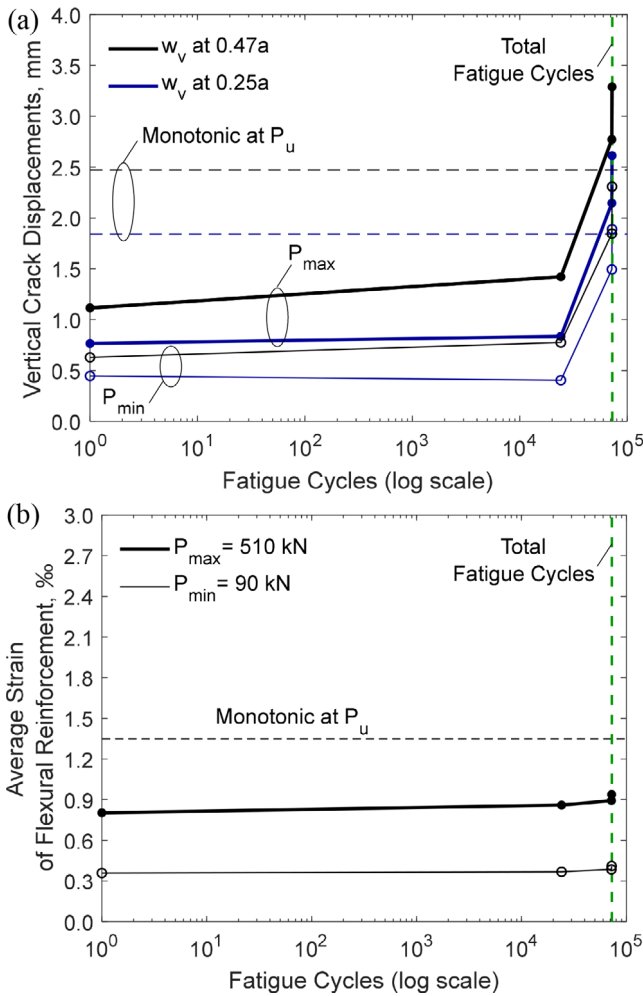 (a)
4.0
3.5
3.0
2.5
2.0
1.5
1.0
0.5
0.0
Vertical Crack Displacements, mm
w_v at 0.47a
w_v at 0.25a
Total
Fatigue Cycles
Monotonic at P_u
P_max
P_min
10^0
10^1
10^2
10^3
10^4
10^5
Fatigue Cycles (log scale)
(b)
3.0
2.7
2.4
2.1
1.8
1.5
1.2
0.9
0.6
0.3
0.0
Average Strain
of Flexural Reinforcement, ‰
P_max= 510 kN
P_min= 90 kN
Total
Fatigue Cycles
Monotonic at P_u
10^0
10^1
10^2
10^3
10^4
10^5
Fatigue Cycles (log scale)